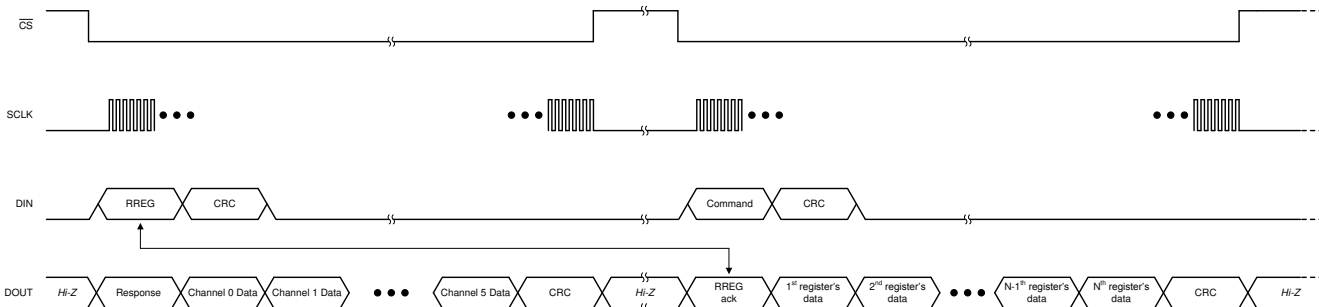 CS
SCLK
DIN
RREG
CRC
Command
CRC
DOUT
Hi-Z
Response
Channel 0 Data
Channel 1 Data
Channel 5 Data
CRC
Hi-Z
RREG
ack
1st register's
data
2nd register's
data
N-1th register's
data
Nth register's
data
CRC
Hi-Z